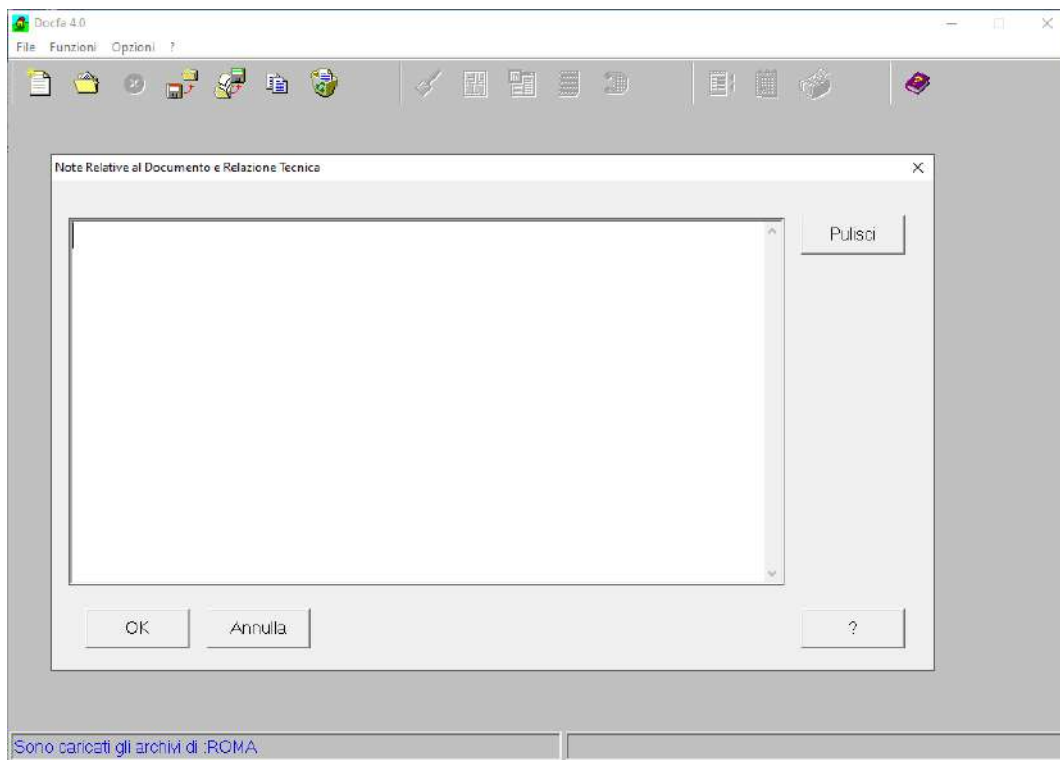 Docfa 4.0
File Funzioni Opzioni ?
Note Relative al Documento e Relazione Tecnica
Pulisci
OK Annulla ?
Sono caricati gli archivi di :ROMA